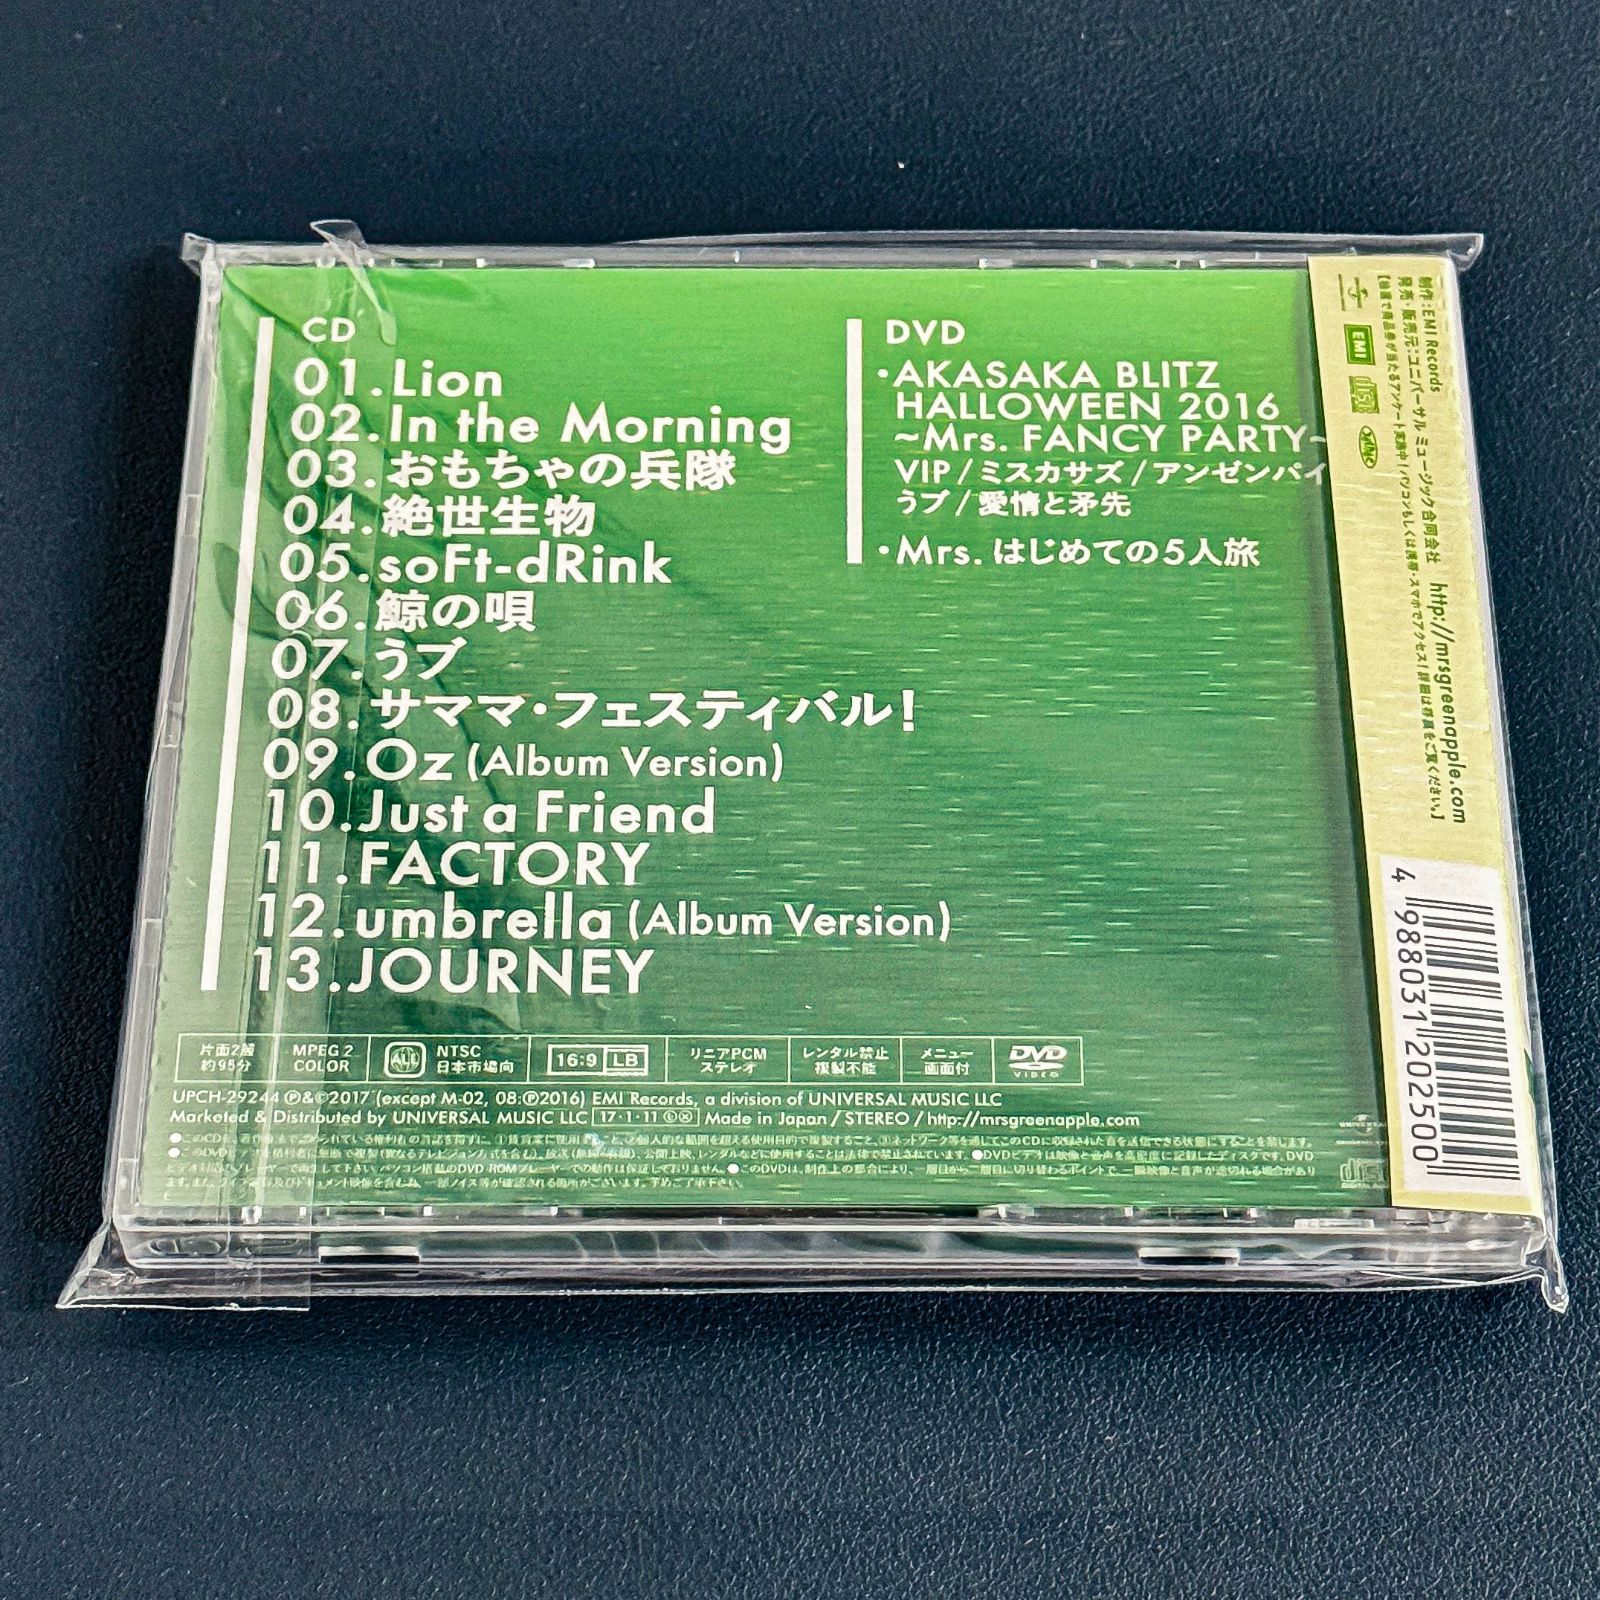 CD
01.Lion
02.In the Morning
03.おもちゃの兵隊
04.絶世生物
05.soFt-dRink
06.鯨の唄
07.うブ
08.サママ・フェスティバル!
09.Oz (Album Version)
10.Just a Friend
11.FACTORY
12.umbrella (Album Version)
13.JOURNEY
DVD
・AKASAKA BLITZ
HALLOWEEN 2016
~Mrs. FANCY PARTY~
VIP/ミスカサズ/アンゼンパイ
うブ/愛情と矛先
・Mrs. はじめての5人旅
片面2層
約95分
MPEG 2
COLOR
ALL
NTSC
日本市場向
16:9 LB
リニアPCM
ステレオ
レンタル禁止
複製不能
メニュー
画面付
DVD
VIDEO
UPCH-29244 ℗&©2017 (except M-02, 08:℗2016) EMI Records, a division of UNIVERSAL MUSIC LLC
Marketed & Distributed by UNIVERSAL MUSIC LLC 17・1・11 Ⓛ Ⓧ Made in Japan/STEREO/http://mrsgreenapple.com
制作:EMI Records
発売・販売元:ユニバーサル ミュージック合同会社 http://mrsgreenapple.com
EMI
4 988031 202500